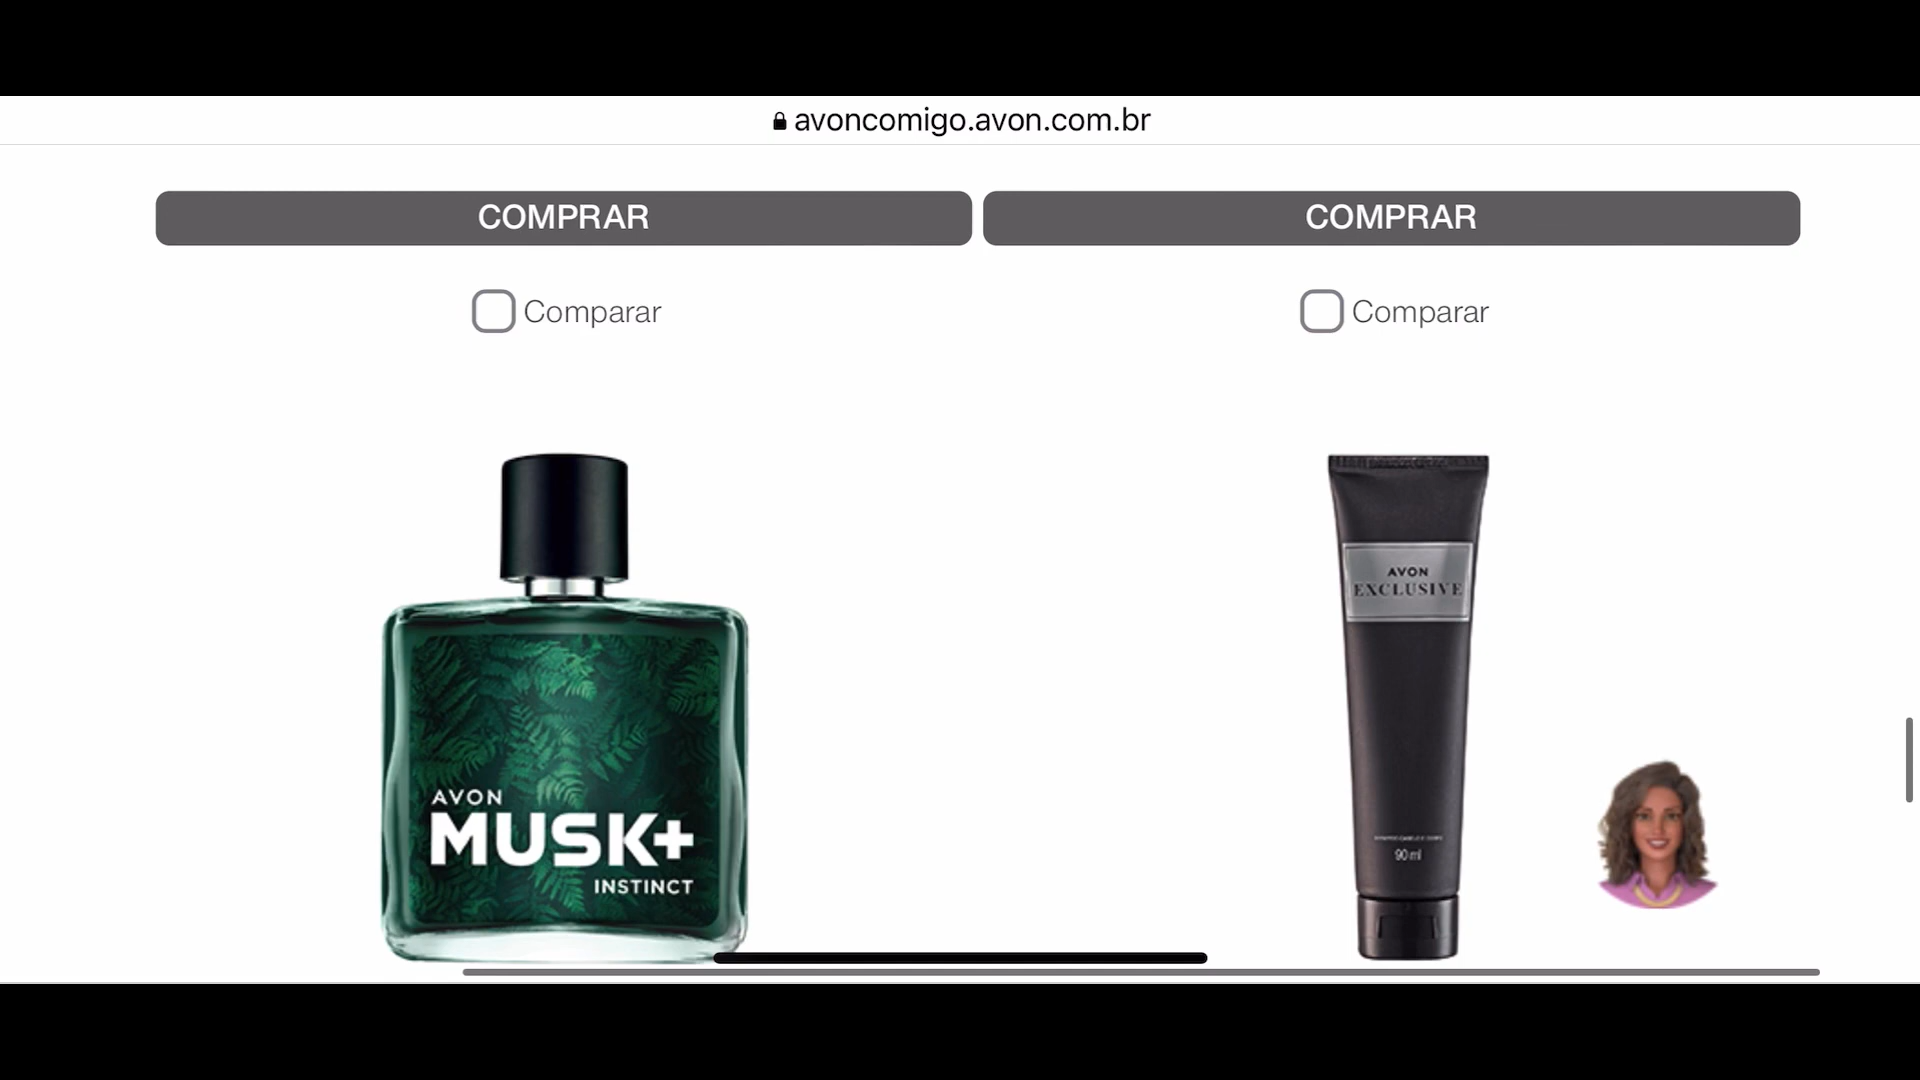 avoncomigo.avon.com.br
COMPRAR
COMPRAR
Comparar
Comparar
AVON
MUSK+
INSTINCT
AVON
EXCLUSIVE
90 ml